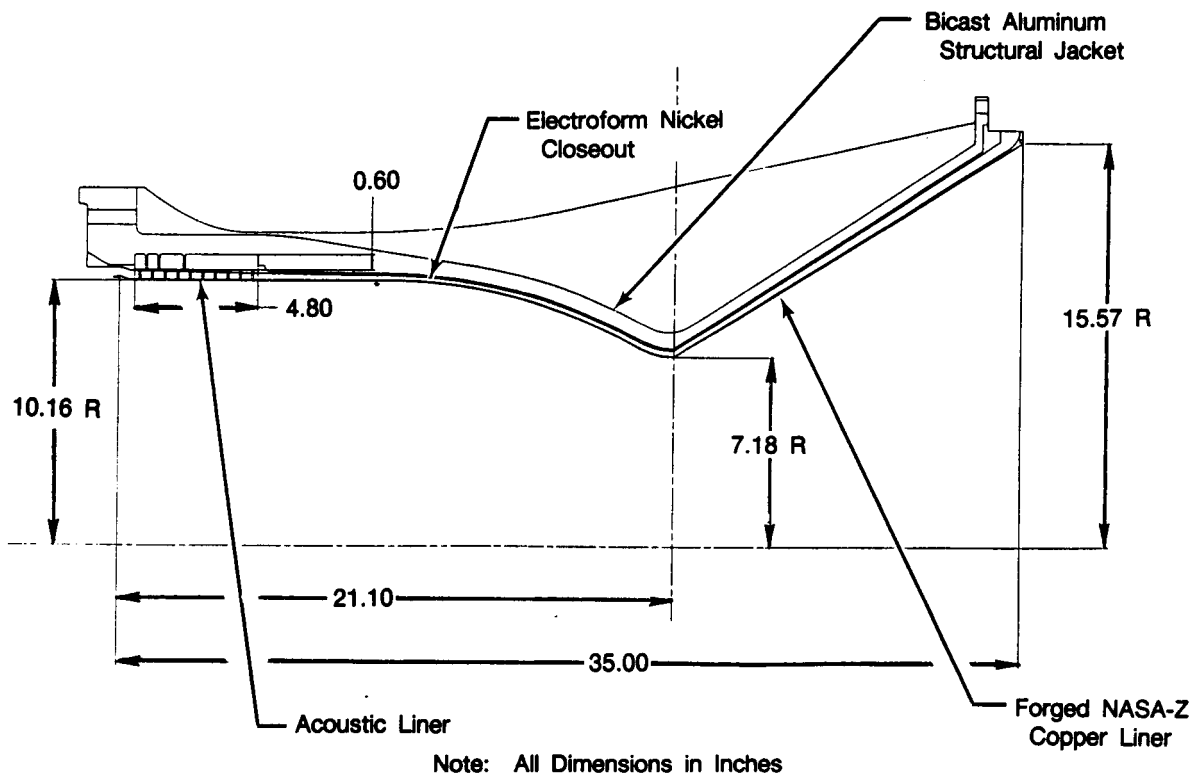 Bicast Aluminum
Structural Jacket
Electroform Nickel
Closeout
0.60
4.80
15.57 R
10.16 R
7.18 R
21.10
35.00
Acoustic Liner
Forged NASA-Z
Copper Liner
Note: All Dimensions in Inches